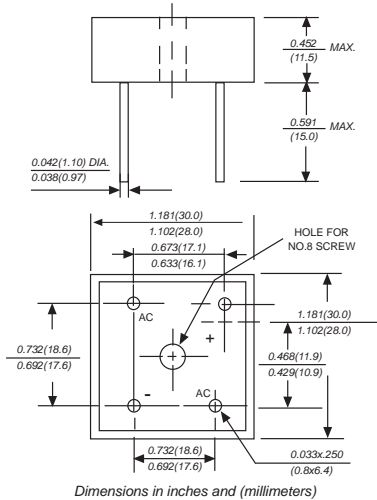 0.452 MAX.
(11.5)
0.591 MAX.
(15.0)
0.042(1.10) DIA.
0.038(0.97)
1.181(30.0)
1.102(28.0)
0.673(17.1)
0.633(16.1)
HOLE FOR
NO.8 SCREW
AC
+
1.181(30.0)
1.102(28.0)
0.732(18.6)
0.692(17.6)
0.468(11.9)
0.429(10.9)
-
AC
0.732(18.6)
0.692(17.6)
0.033x.250
(0.8x6.4)
Dimensions in inches and (millimeters)